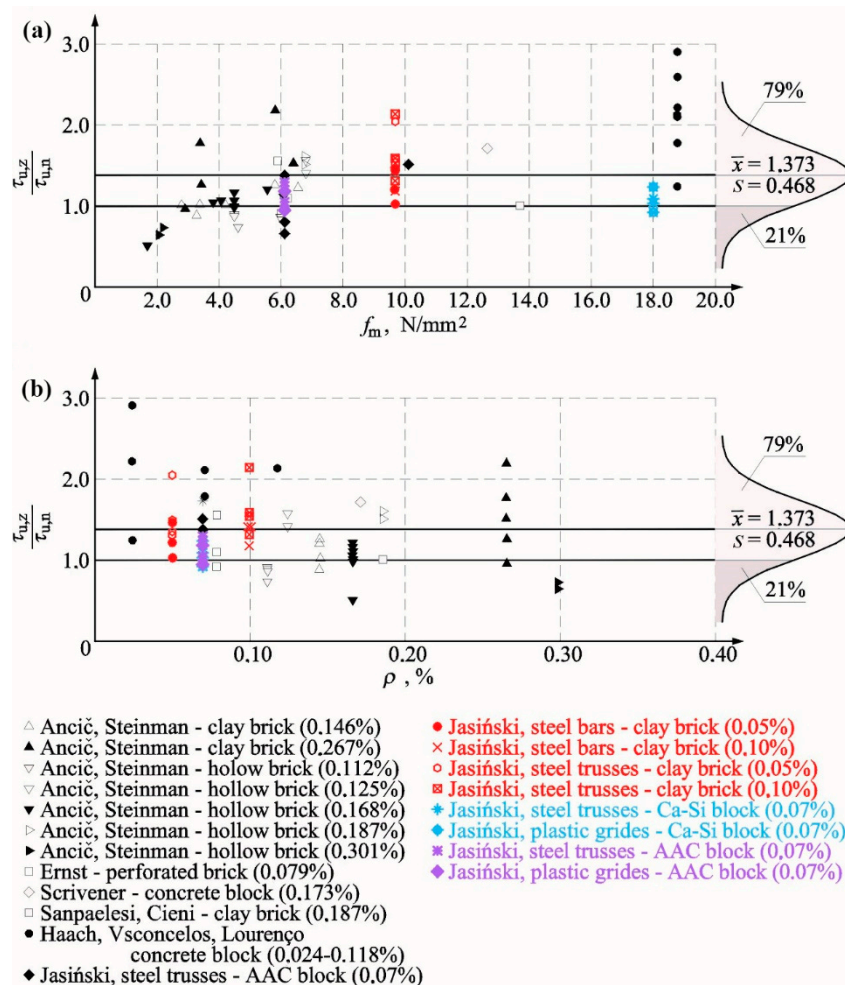 (a)
3.0
2.0
1.0
0
τu,z
τu,n
79%
x̅ = 1.373
S = 0.468
21%
2.0 4.0 6.0 8.0 10.0 12.0 14.0 16.0 18.0 20.0
fm, N/mm²
(b)
3.0
2.0
1.0
0
τu,z
τu,n
79%
x̅ = 1.373
S = 0.468
21%
0.10 0.20 0.30 0.40
ρ , %
Ancič, Steinman - clay brick (0.146%)
Ancič, Steinman - clay brick (0.267%)
Ancič, Steinman - holow brick (0.112%)
Ancič, Steinman - hollow brick (0.125%)
Ancič, Steinman - hollow brick (0.168%)
Ancič, Steinman - hollow brick (0.187%)
Ancič, Steinman - hollow brick (0.301%)
Ernst - perforated brick (0.079%)
Scrivener - concrete block (0.173%)
Sanpaelesi, Cieni - clay brick (0.187%)
Haach, Vsconcelos, Lourenço
concrete block (0.024-0.118%)
Jasiński, steel trusses - AAC block (0.07%)
Jasiński, steel bars - clay brick (0.05%)
Jasiński, steel bars - clay brick (0.10%)
Jasiński, steel trusses - clay brick (0.05%)
Jasiński, steel trusses - clay brick (0.10%)
Jasiński, steel trusses - Ca-Si block (0.07%)
Jasiński, plastic grides - Ca-Si block (0.07%)
Jasiński, steel trusses - AAC block (0.07%)
Jasiński, plastic grides - AAC block (0.07%)